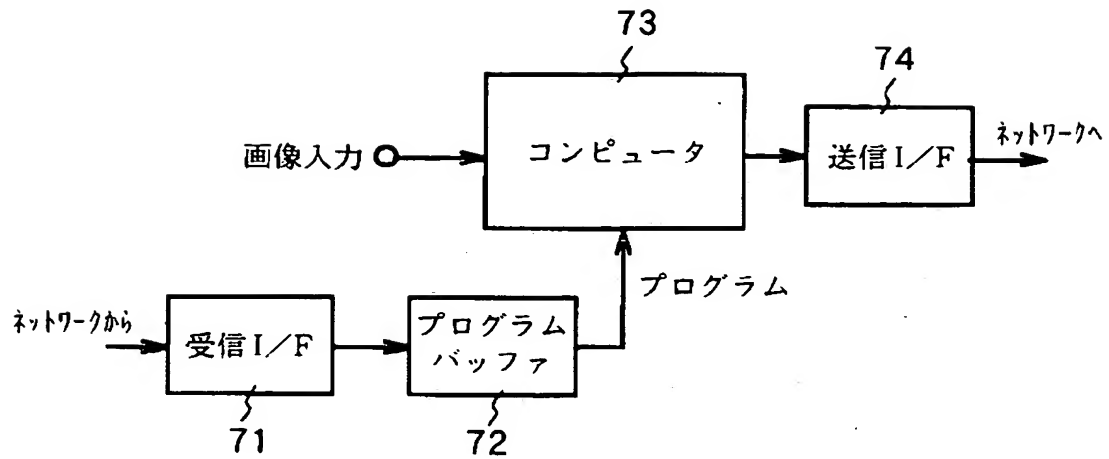 73
74
画像入力
コンピュータ
送信I/F
ネットワークへ
プログラム
ネットワークから
受信I/F
プログラム
バッファ
71
72